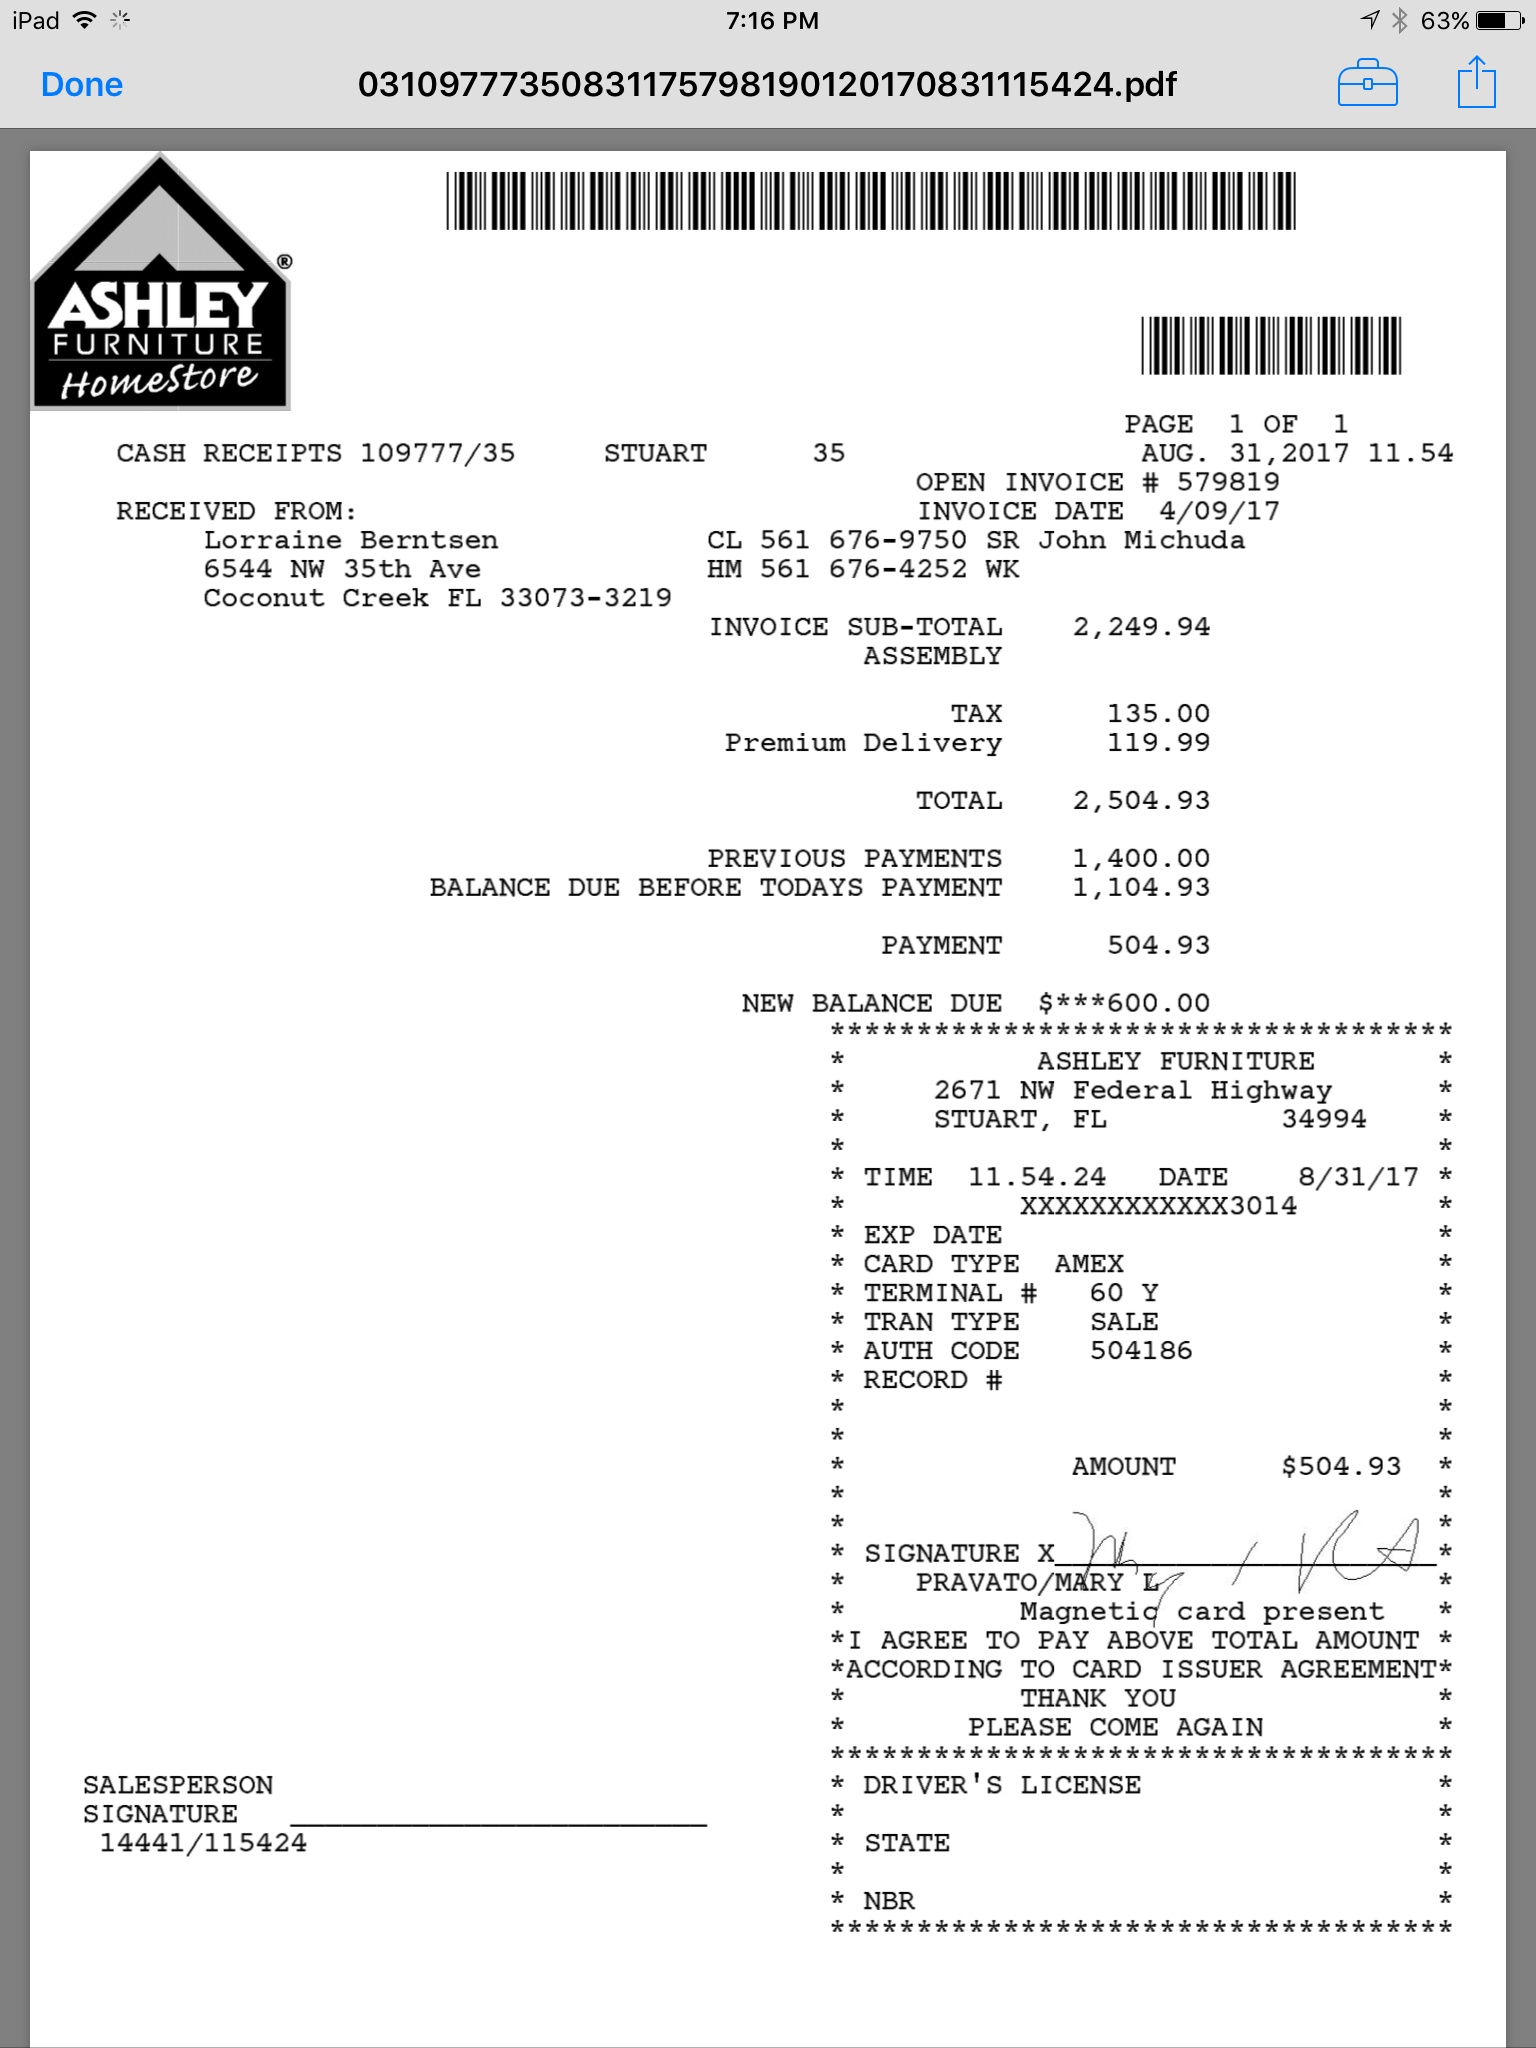 iPad 7:16 PM 63%
Done 0310977735083117579819012017083​1115424.pdf
ASHLEY ®
FURNITURE
HomeStore
PAGE 1 OF 1
CASH RECEIPTS 109777/35 STUART 35 AUG. 31,2017 11.54
OPEN INVOICE # 579819
RECEIVED FROM: INVOICE DATE 4/09/17
Lorraine Berntsen CL 561 676-9750 SR John Michuda
6544 NW 35th Ave HM 561 676-4252 WK
Coconut Creek FL 33073-3219
INVOICE SUB-TOTAL 2,249.94
ASSEMBLY
TAX 135.00
Premium Delivery 119.99
TOTAL 2,504.93
PREVIOUS PAYMENTS 1,400.00
BALANCE DUE BEFORE TODAYS PAYMENT 1,104.93
PAYMENT 504.93
NEW BALANCE DUE $***600.00
************************************
* ASHLEY FURNITURE *
* 2671 NW Federal Highway *
* STUART, FL 34994 *
* *
* TIME 11.54.24 DATE 8/31/17 *
* XXXXXXXXXXXX3014 *
* EXP DATE *
* CARD TYPE AMEX *
* TERMINAL # 60 Y *
* TRAN TYPE SALE *
* AUTH CODE 504186 *
* RECORD # *
* *
* *
* AMOUNT $504.93 *
* *
* *
* SIGNATURE X *
* PRAVATO/MARY L *
* Magnetic card present *
*I AGREE TO PAY ABOVE TOTAL AMOUNT *
*ACCORDING TO CARD ISSUER AGREEMENT*
* THANK YOU *
* PLEASE COME AGAIN *
************************************
SALESPERSON * DRIVER'S LICENSE *
SIGNATURE * *
14441/115424 * STATE *
* *
* NBR *
************************************